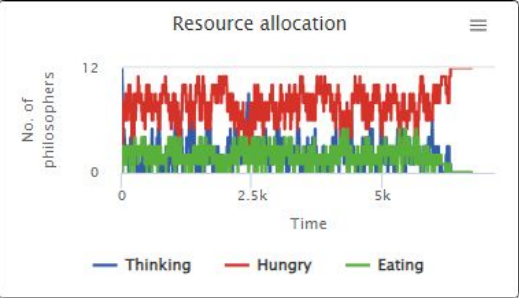 Resource allocation
12
No. of
philosophers
0
0
2.5k
5k
Time
Thinking
Hungry
Eating